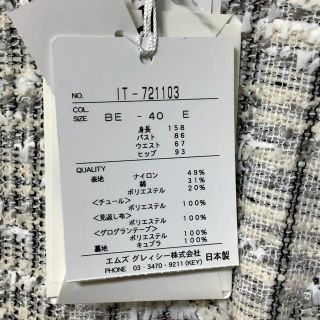 NO. IT-721103
COL.
SIZE BE - 40 E
身長 158
バスト 86
ウエスト 67
ヒップ 93
QUALITY
表地 ナイロン 49%
綿 31%
ポリエステル 20%
<チュール>
ポリエステル 100%
<見返し布>
ポリエステル 100%
<グログランテープ>
ポリエステル 100%
裏地 キュプラ 100%
エムズ グレィシー株式会社 日本製
PHONE 03-3470-9211(KEY)